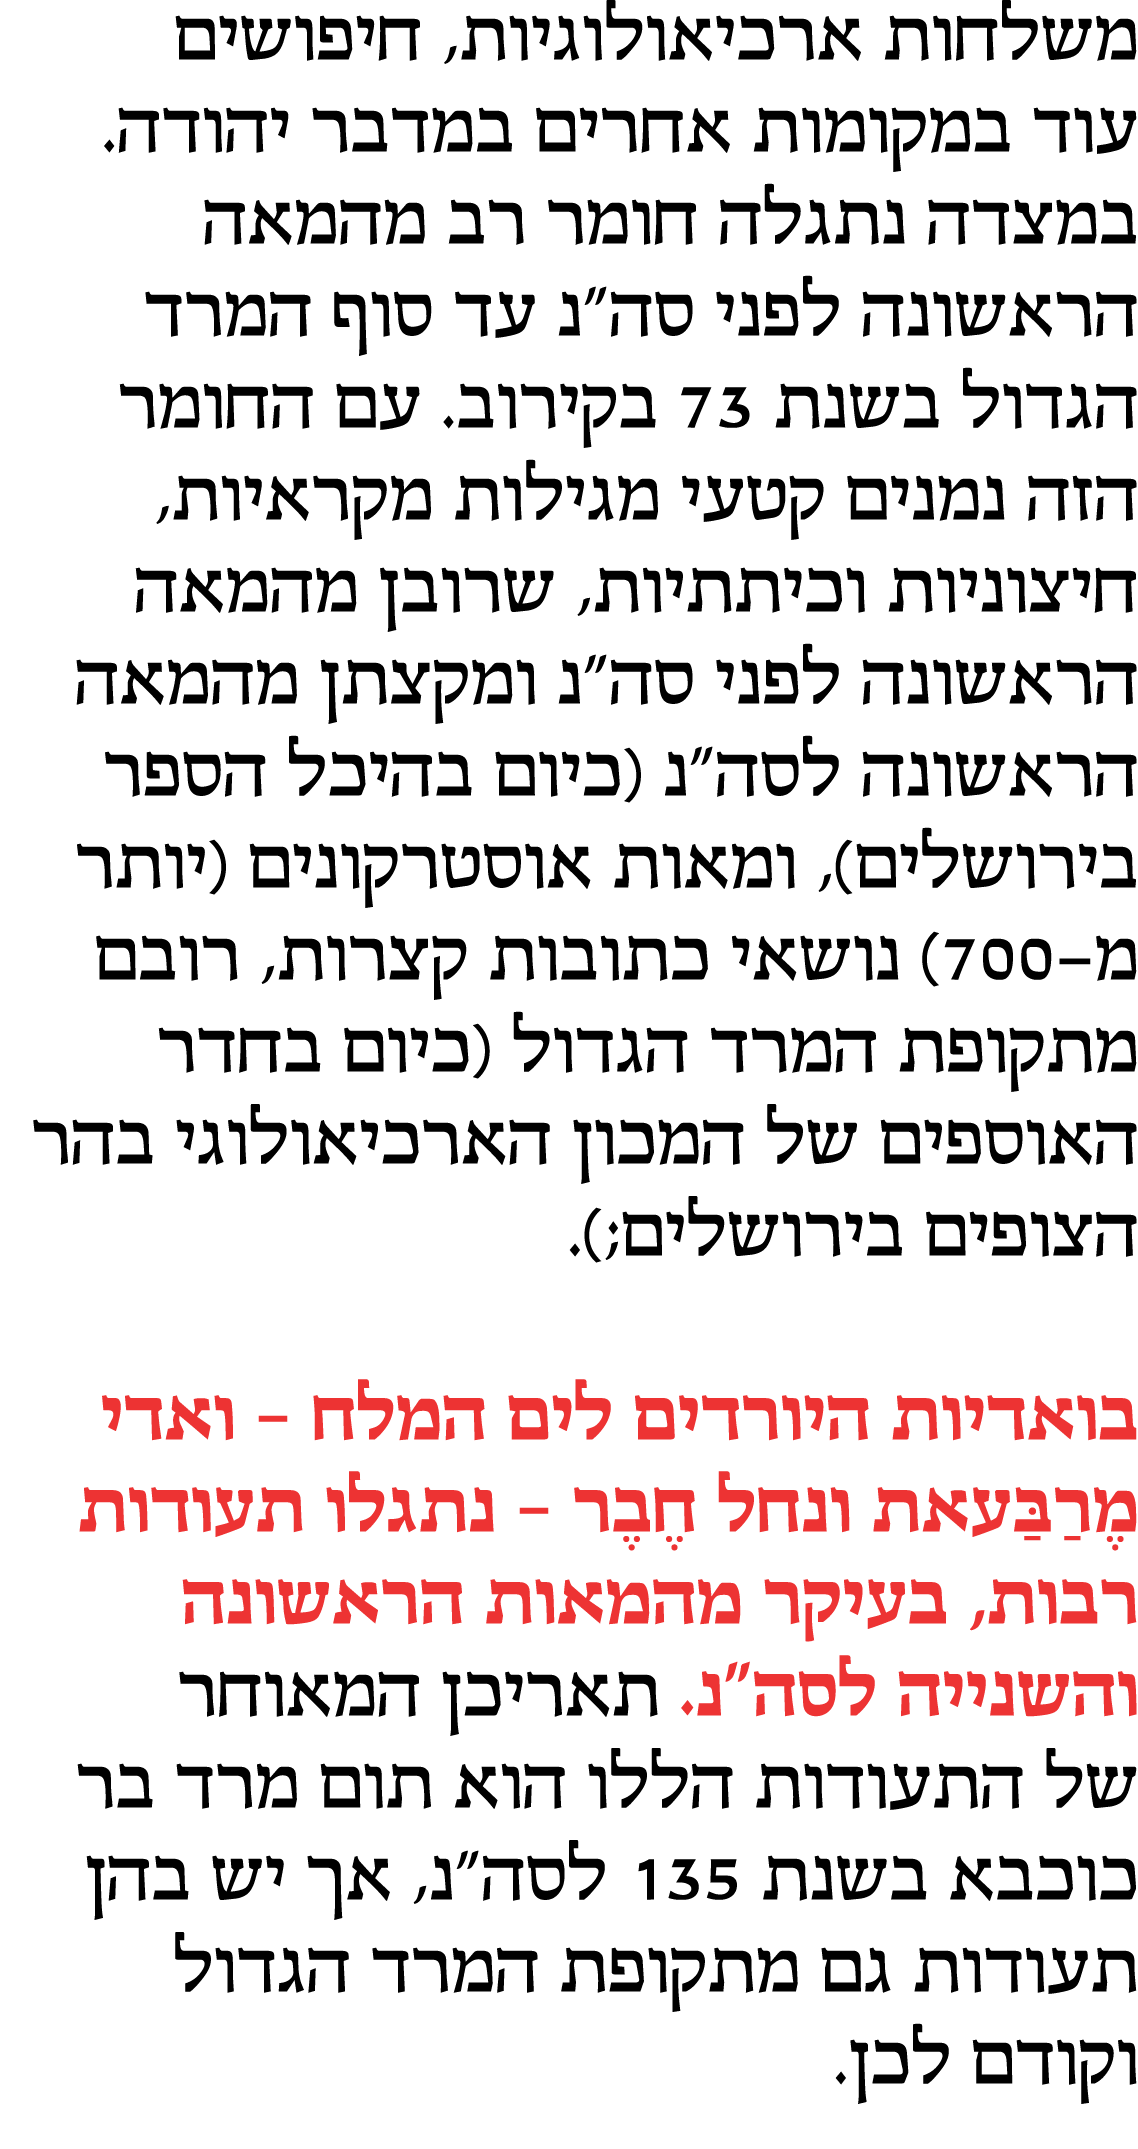 משלחות ארכיאולוגיות, חיפושים
עוד במקומות אחרים במדבר יהודה.
במצדה נתגלה חומר רב מהמאה
הראשונה לפני סה״נ עד סוף המרד
הגדול בשנת 73 בקירוב. עם החומר
הזה נמנים קטעי מגילות מקראיות,
חיצוניות וכיתתיות, שרובן מהמאה
הראשונה לפני סה״נ ומקצתן מהמאה
הראשונה לסה״נ (כיום בהיכל הספר
בירושלים), ומאות אוסטרקונים (יותר
מ–700) נושאי כתובות קצרות, רובם
מתקופת המרד הגדול (כיום בחדר
האוספים של המכון הארכיאולוגי בהר
הצופים בירושלים;).
בואדיות היורדים לים המלח – ואדי
מֶרַבַּעאת ונחל חֶבֶר – נתגלו תעודות
רבות, בעיקר מהמאות הראשונה
והשנייה לסה״נ. תאריכן המאוחר
של התעודות הללו הוא תום מרד בר
כוכבא בשנת 135 לסה״נ, אך יש בהן
תעודות גם מתקופת המרד הגדול
וקודם לכן.